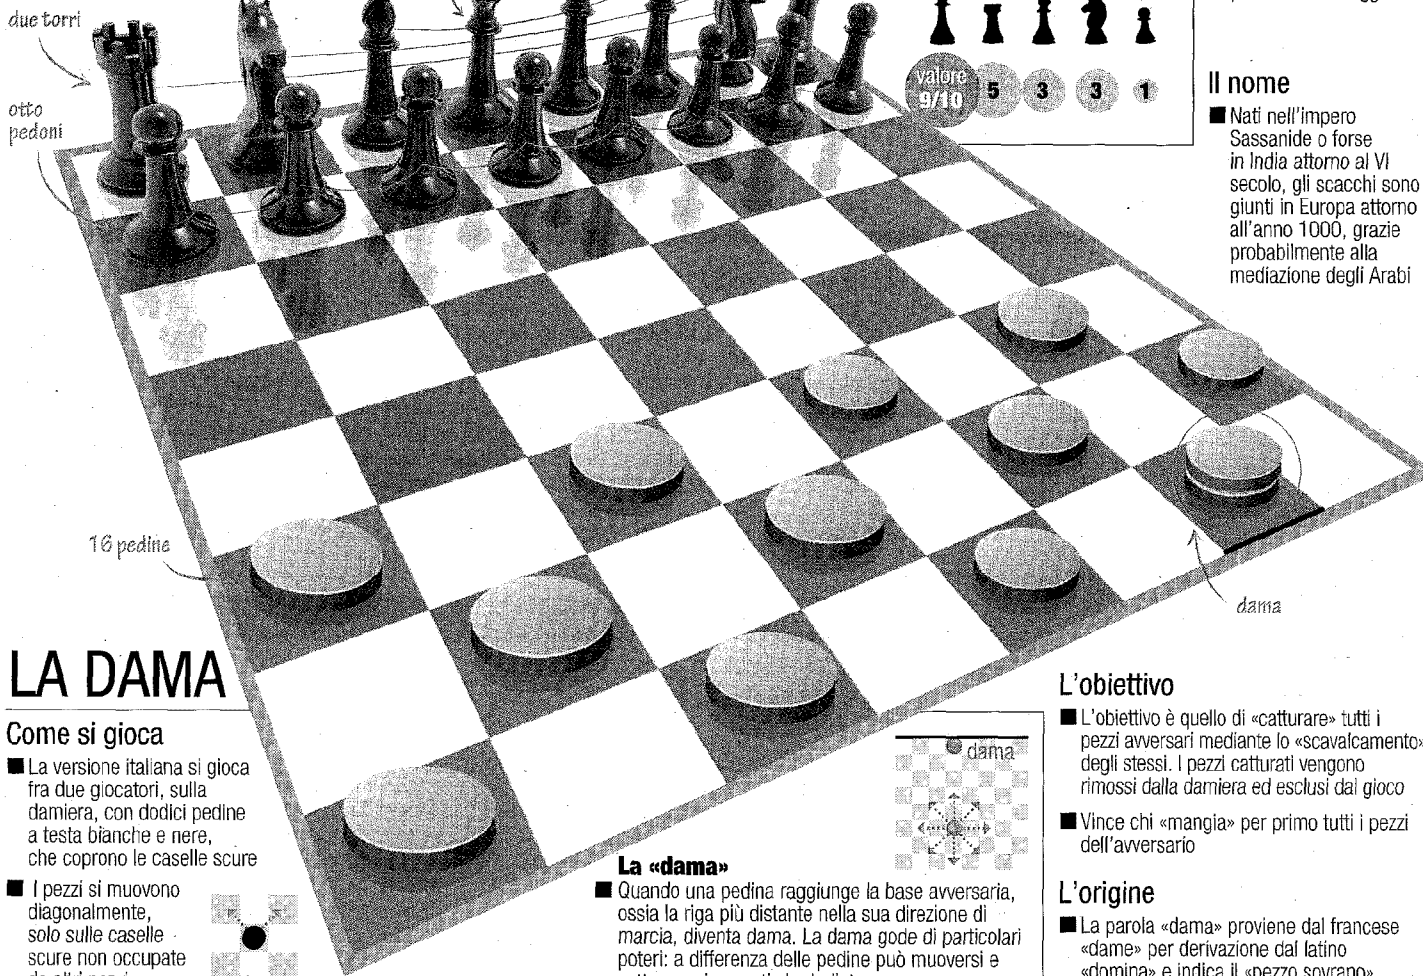 due torri
otto
pedoni
valore
9/10
5
3
3
1
Il nome
■ Nati nell'impero
Sassanide o forse
in India attorno al VI
secolo, gli scacchi sono
giunti in Europa attorno
all'anno 1000, grazie
probabilmente alla
mediazione degli Arabi
16 pedine
dama
LA DAMA
Come si gioca
■ La versione italiana si gioca
fra due giocatori, sulla
damiera, con dodici pedine
a testa bianche e nere,
che coprono le caselle scure
■ I pezzi si muovono
diagonalmente,
solo sulle caselle
scure non occupate
dama
La «dama»
■ Quando una pedina raggiunge la base avversaria,
ossia la riga più distante nella sua direzione di
marcia, diventa dama. La dama gode di particolari
poteri: a differenza delle pedine può muoversi e
L'obiettivo
■ L'obiettivo è quello di «catturare» tutti i
pezzi avversari mediante lo «scavalcamento»
degli stessi. I pezzi catturati vengono
rimossi dalla damiera ed esclusi dal gioco
■ Vince chi «mangia» per primo tutti i pezzi
dell'avversario
L'origine
■ La parola «dama» proviene dal francese
«dame» per derivazione dal latino
«domina» e indica il «pezzo sovrano»